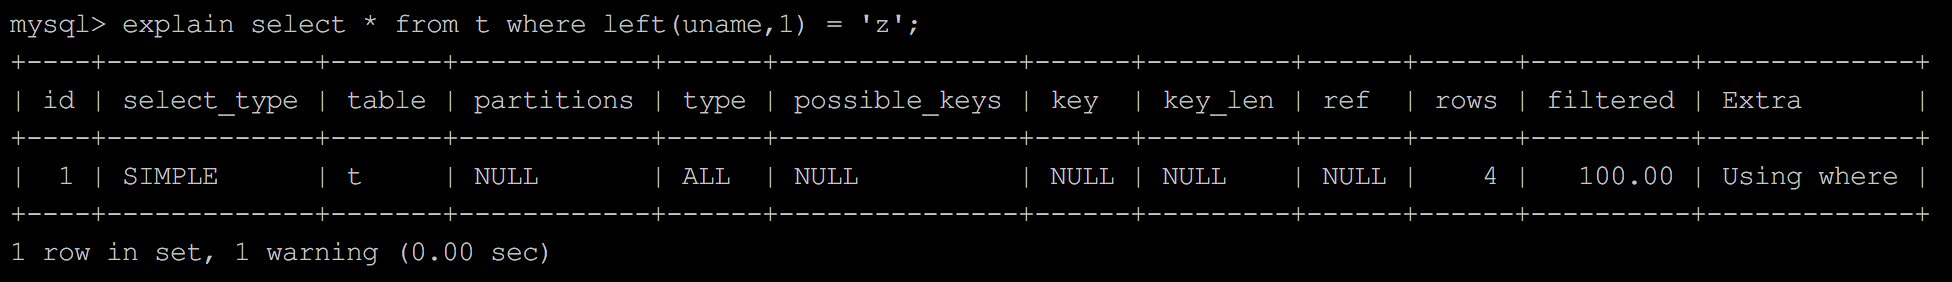 mysql> explain select * from t where left(uname,1) = 'z';
+----+-------------+-------+------------+------+---------------+------+---------+------+------+----------+-------------+
| id | select_type | table | partitions | type | possible_keys | key  | key_len | ref  | rows | filtered | Extra       |
+----+-------------+-------+------------+------+---------------+------+---------+------+------+----------+-------------+
|  1 | SIMPLE      | t     | NULL       | ALL  | NULL          | NULL | NULL    | NULL |    4 |   100.00 | Using where |
+----+-------------+-------+------------+------+---------------+------+---------+------+------+----------+-------------+
1 row in set, 1 warning (0.00 sec)